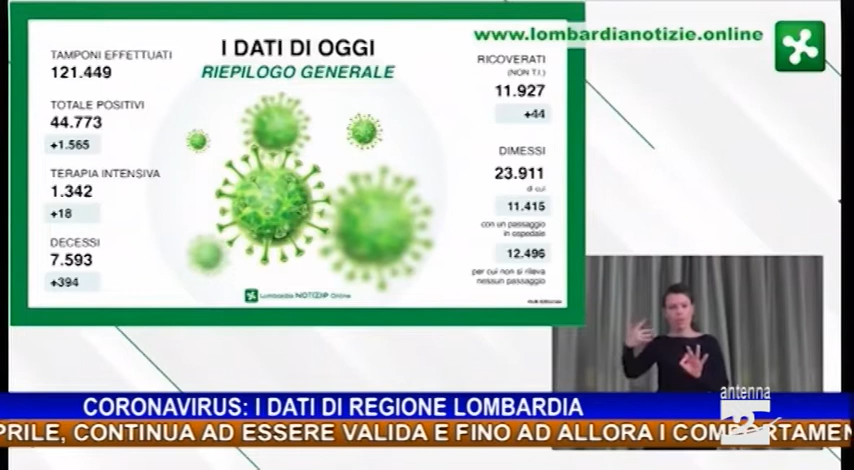 www.lombardianotizie.online
I DATI DI OGGI
RIEPILOGO GENERALE
TAMPONI EFFETTUATI
121.449
TOTALE POSITIVI
44.773
+1.565
TERAPIA INTENSIVA
1.342
+18
DECESSI
7.593
+394
RICOVERATI
(NON T.I.)
11.927
+44
DIMESSI
23.911
di cui
11.415
con un passaggio
in ospedale
12.496
per cui non si rileva
nessun passaggio
Lombardia NOTIZIE Online
antenna
2
CORONAVIRUS: I DATI DI REGIONE LOMBARDIA
PRILE, CONTINUA AD ESSERE VALIDA E FINO AD ALLORA I COMPORTAMEN